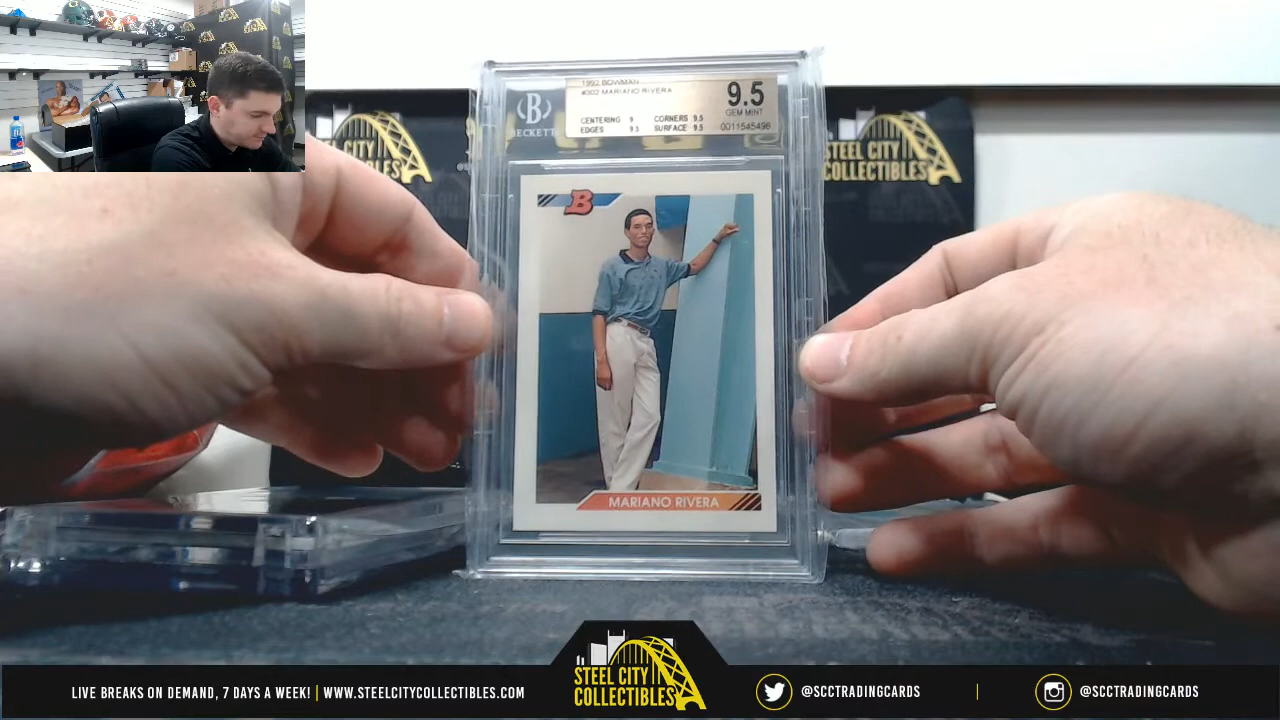 1992 BOWMAN
#302 MARIANO RIVERA
9.5
GEM MINT
0011545496
CENTERING 9 CORNERS 9.5
EDGES 9.5 SURFACE 9.5
B
BECKETT
STEEL CITY
COLLECTIBLES
STEEL CITY
COLLECTIBLES
B
MARIANO RIVERA
STEEL CITY
COLLECTIBLES
LIVE BREAKS ON DEMAND, 7 DAYS A WEEK! | WWW.STEELCITYCOLLECTIBLES.COM
@SCCTRADINGCARDS | @SCCTRADINGCARDS